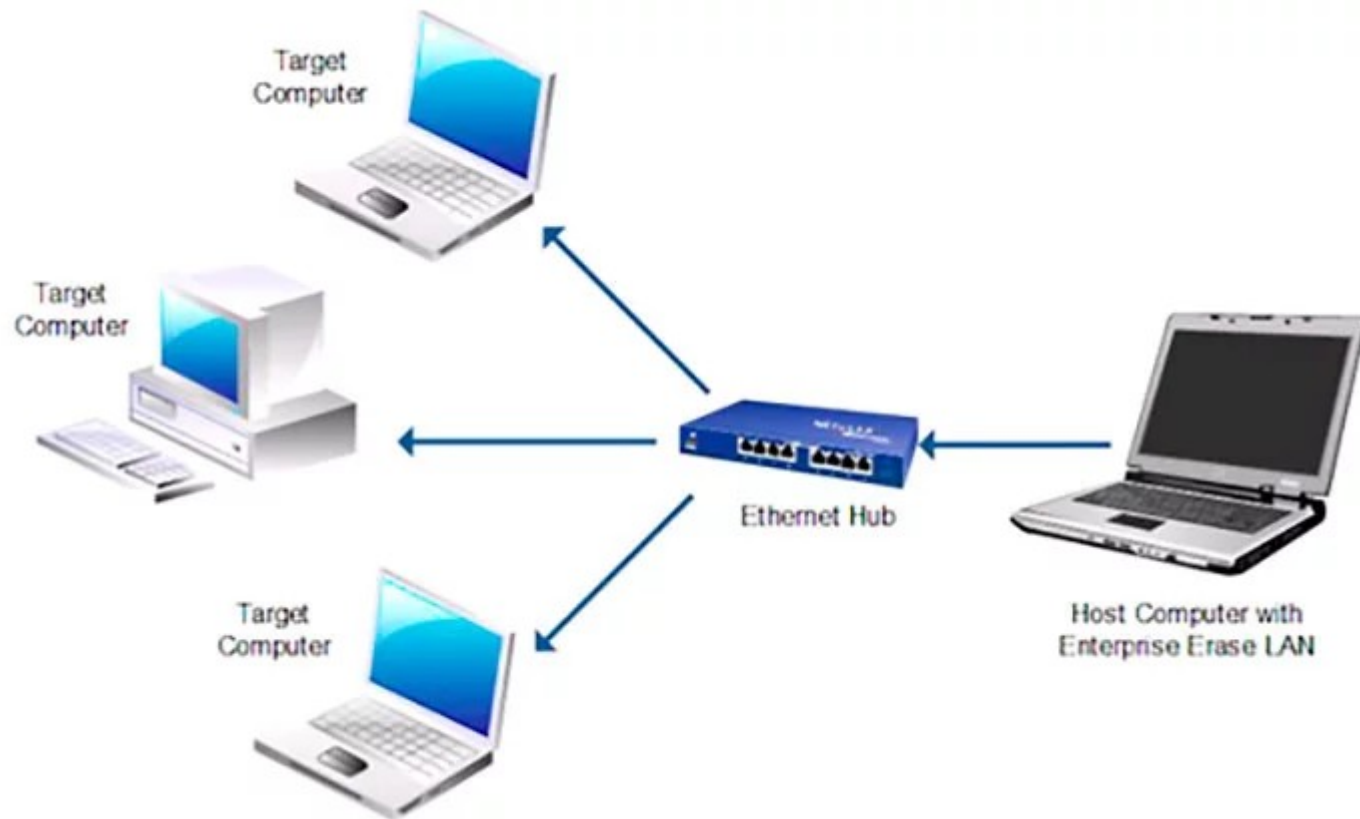 Target
Computer
Target
Computer
Ethernet Hub
Target
Computer
Host Computer with
Enterprise Erase LAN